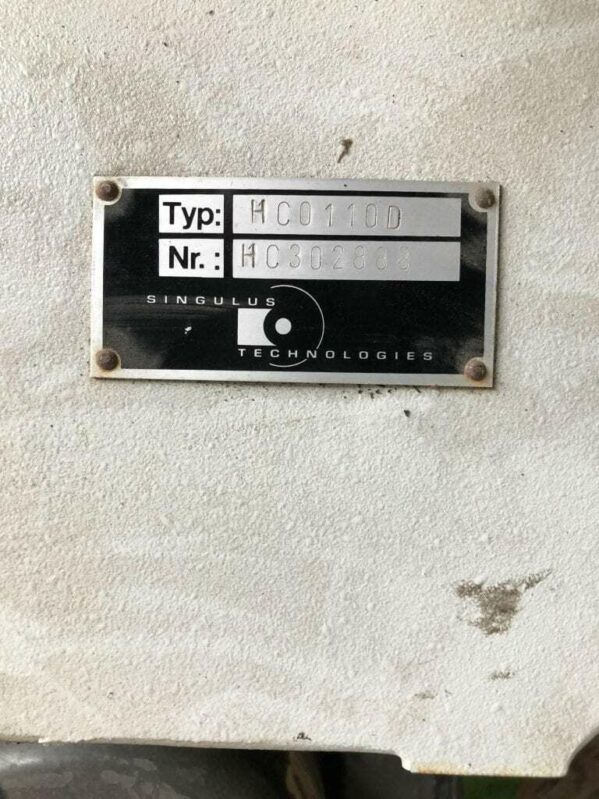 Typ: HC0110D
Nr.: HC302888
SINGULUS
TECHNOLOGIES